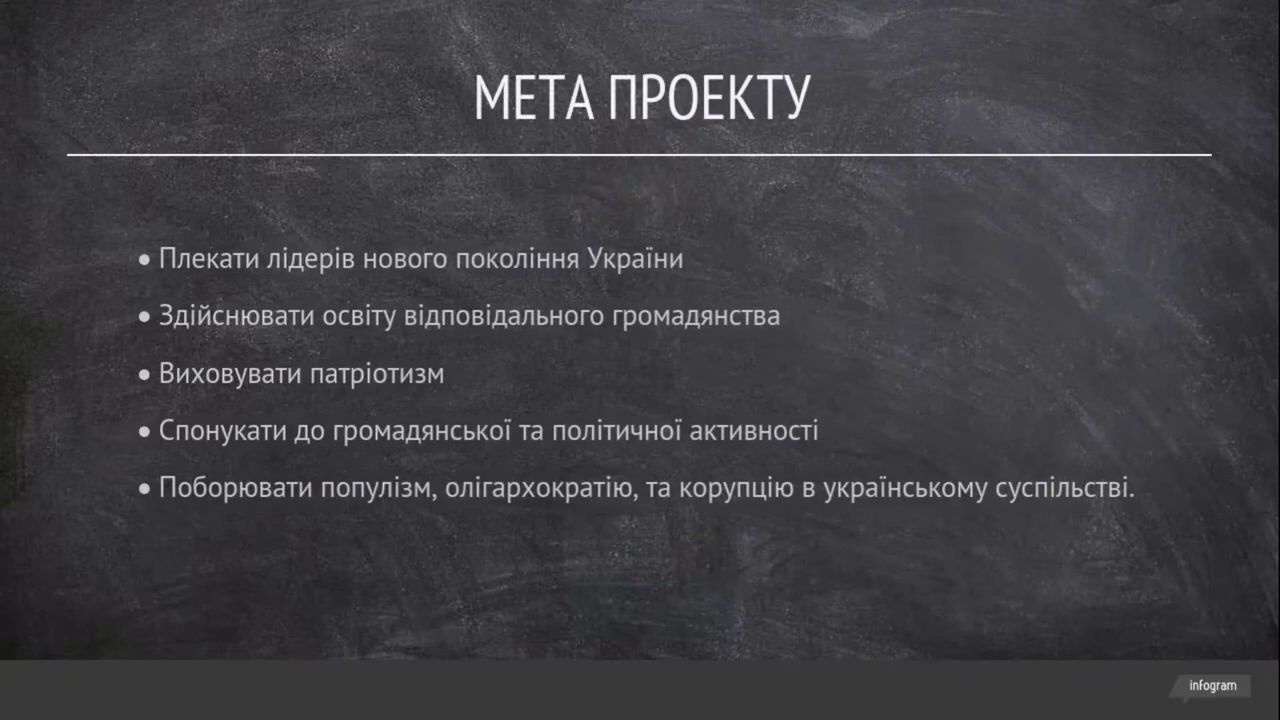 МЕТА ПРОЕКТУ
• Плекати лідерів нового покоління України
• Здійснювати освіту відповідального громадянства
• Виховувати патріотизм
• Спонукати до громадянської та політичної активності
• Поборювати популізм, олігархократію, та корупцію в українському суспільстві.
infogram